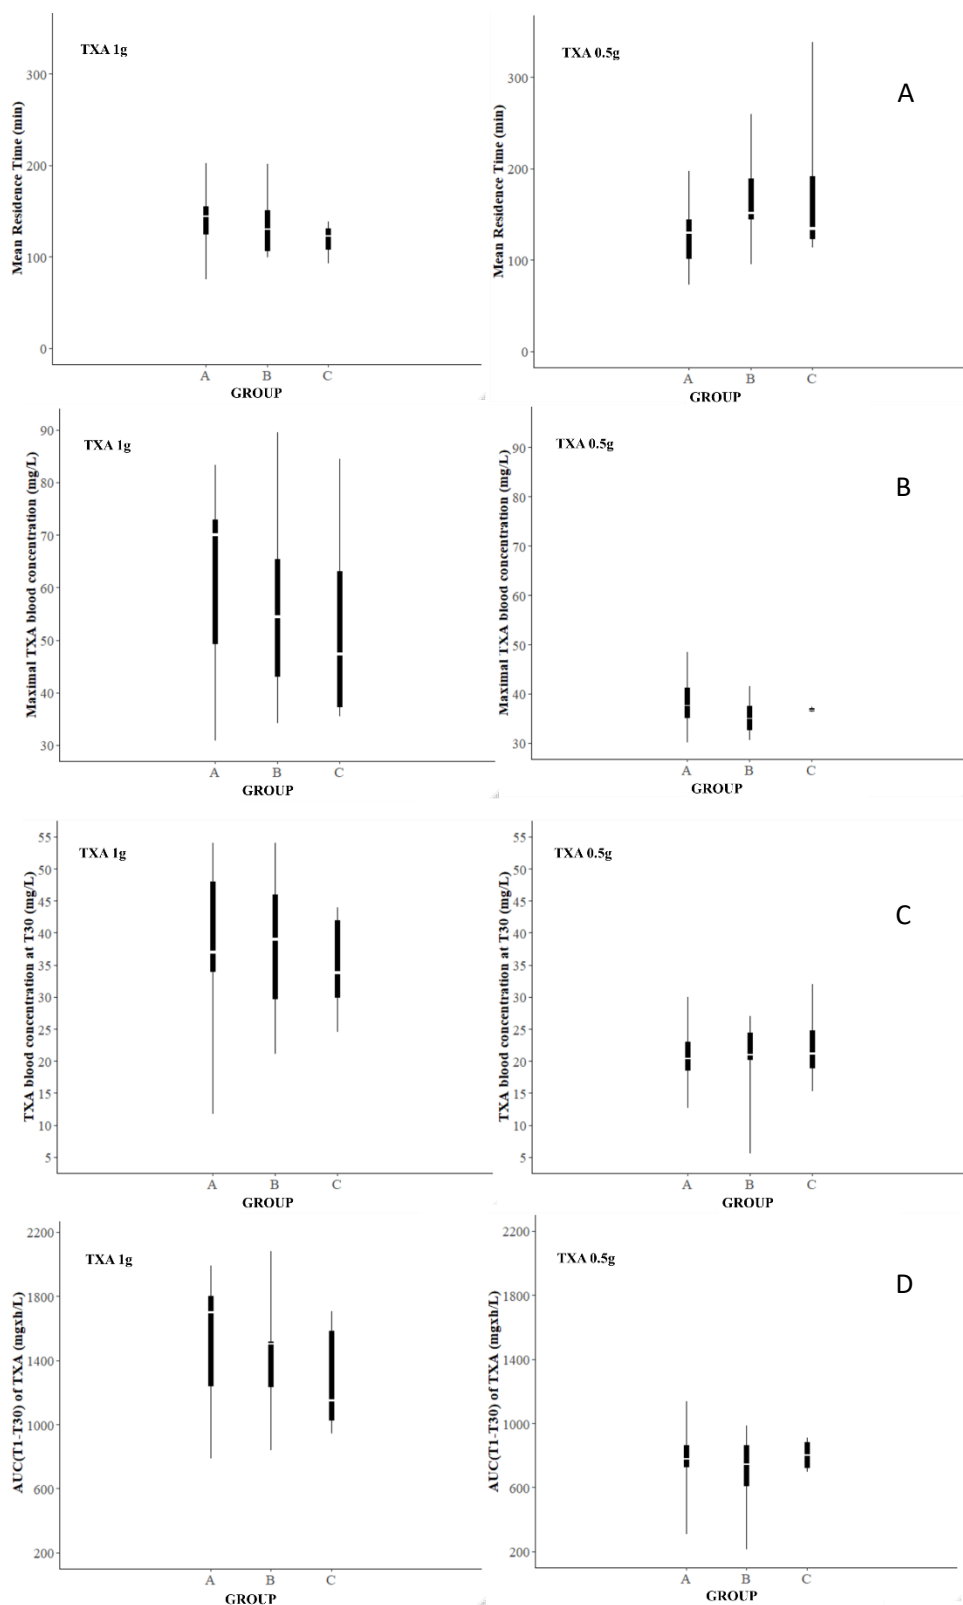 TXA 1g
Mean Residence Time (min)
300
200
100
0
A B C
GROUP
TXA 0.5g
A
Mean Residence Time (min)
300
200
100
0
A B C
GROUP
TXA 1g
Maximal TXA blood concentration (mg/L)
90
80
70
60
50
40
30
A B C
GROUP
TXA 0.5g
B
Maximal TXA blood concentration (mg/L)
90
80
70
60
50
40
30
A B C
GROUP
TXA 1g
TXA blood concentration at T30 (mg/L)
55
50
45
40
35
30
25
20
15
10
5
A B C
GROUP
TXA 0.5g
C
TXA blood concentration at T30 (mg/L)
55
50
45
40
35
30
25
20
15
10
5
A B C
GROUP
TXA 1g
AUC(T1-T30) of TXA (mgxh/L)
2200
1800
1400
1000
600
200
A B C
GROUP
TXA 0.5g
D
AUC(T1-T30) of TXA (mgxh/L)
2200
1800
1400
1000
600
200
A B C
GROUP